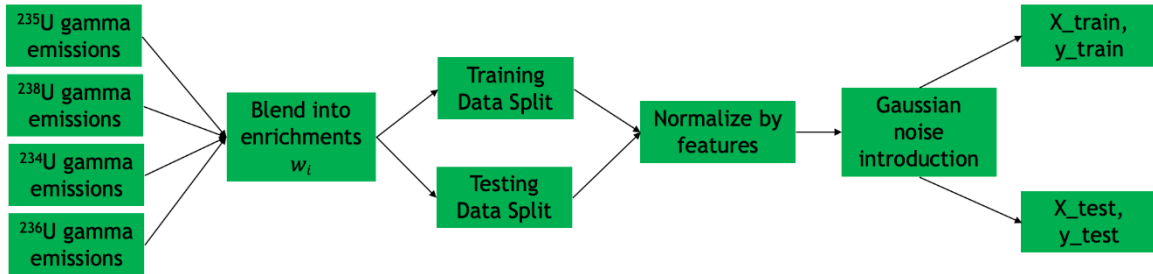 ²³⁵U gamma
emissions
²³⁸U gamma
emissions
²³⁴U gamma
emissions
²³⁶U gamma
emissions
Blend into
enrichments
wᵢ
Training
Data Split
Testing
Data Split
Normalize by
features
Gaussian
noise
introduction
X_train,
y_train
X_test,
y_test